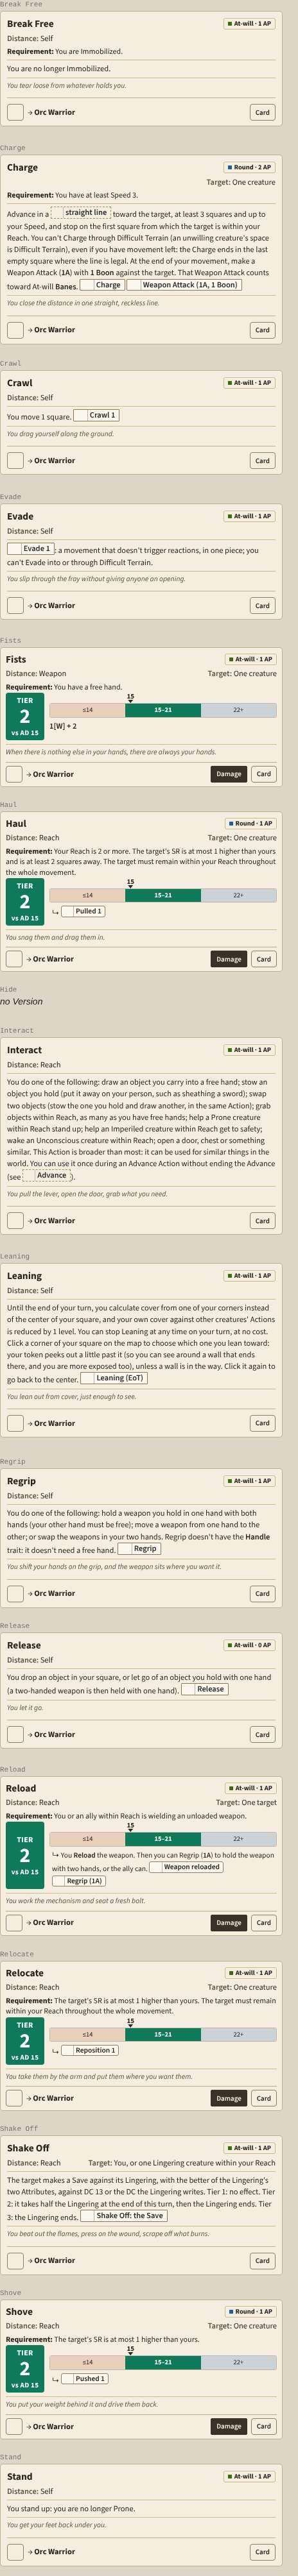 Break Free
Break Free At-will · 1 AP
Distance: Self
Requirement: You are Immobilized.
You are no longer Immobilized.
You tear loose from whatever holds you.
→ Orc Warrior Card
Charge
Charge Round · 2 AP
Target: One creature
Requirement: You have at least Speed 3.
Advance in a straight line toward the target, at least 3 squares and up to
your Speed, and stop on the first square from which the target is within your
Reach. You can't Charge through Difficult Terrain (an unwilling creature's space
is Difficult Terrain), even if you have movement left; the Charge ends in the last
empty square where the line is legal. At the end of your movement, make a
Weapon Attack (1A) with 1 Boon against the target. That Weapon Attack counts
toward At-will Banes. Charge Weapon Attack (1A, 1 Boon)
You close the distance in one straight, reckless line.
→ Orc Warrior Card
Crawl
Crawl At-will · 1 AP
Distance: Self
You move 1 square. Crawl 1
You drag yourself along the ground.
→ Orc Warrior Card
Evade
Evade At-will · 1 AP
Distance: Self
Evade 1 : a movement that doesn't trigger reactions, in one piece; you
can't Evade into or through Difficult Terrain.
You slip through the fray without giving anyone an opening.
→ Orc Warrior Card
Fists
Fists At-will · 1 AP
Distance: Weapon Target: One creature
Requirement: You have a free hand.
TIER 2 vs AD 15
15
≤14 15–21 22+
1[W] + 2
When there is nothing else in your hands, there are always your hands.
→ Orc Warrior Damage Card
Haul
Haul Round · 1 AP
Distance: Reach Target: One creature
Requirement: Your Reach is 2 or more. The target's SR is at most 1 higher than yours
and is at least 2 squares away. The target must remain within your Reach throughout
the whole movement.
TIER 2 vs AD 15
15
≤14 15–21 22+
↪ Pulled 1
You snag them and drag them in.
→ Orc Warrior Damage Card
Hide
no Version
Interact
Interact At-will · 1 AP
Distance: Reach
You do one of the following: draw an object you carry into a free hand; stow an
object you hold (put it away on your person, such as sheathing a sword); swap
two objects (stow the one you hold and draw another, in the same Action); grab
objects within Reach, as many as you have free hands; help a Prone creature
within Reach stand up; help an Imperiled creature within Reach get to safety;
wake an Unconscious creature within Reach; open a door, chest or something
similar. This Action is broader than most: it can be used for similar things in the
world. You can use it once during an Advance Action without ending the Advance
(see Advance ).
You pull the lever, open the door, grab what you need.
→ Orc Warrior Card
Leaning
Leaning At-will · 1 AP
Distance: Self
Until the end of your turn, you calculate cover from one of your corners instead
of the center of your square, and your own cover against other creatures' Actions
is reduced by 1 level. You can stop Leaning at any time on your turn, at no cost.
Click a corner of your square on the map to choose which way you lean toward:
your token peeks out a little past it (so you can see around a wall that ends
there, and you are more exposed too), unless a wall is in the way. Click it again to
go back to the center. Leaning (EoT)
You lean out from cover, just enough to see.
→ Orc Warrior Card
Regrip
Regrip At-will · 1 AP
Distance: Self
You do one of the following: hold a weapon you hold in one hand with both
hands (your other hand must be free); move a weapon from one hand to the
other; or swap the weapons in your two hands. Regrip doesn't have the Handle
trait: it doesn't need a free hand. Regrip
You shift your hands on the grip, and the weapon sits where you want it.
→ Orc Warrior Card
Release
Release At-will · 0 AP
Distance: Self
You drop an object in your square, or let go of an object you hold with one hand
(a two-handed weapon is then held with one hand). Release
You let it go.
→ Orc Warrior Card
Reload
Reload At-will · 1 AP
Distance: Reach Target: One target
Requirement: You or an ally within Reach is wielding an unloaded weapon.
TIER 2 vs AD 15
15
≤14 15–21 22+
↪ You Reload the weapon. Then you can Regrip (1A) to hold the weapon
with two hands, or the ally can. Weapon reloaded
Regrip (1A)
You work the mechanism and seat a fresh bolt.
→ Orc Warrior Damage Card
Relocate
Relocate At-will · 1 AP
Distance: Reach Target: One creature
Requirement: The target's SR is at most 1 higher than yours. The target must remain
within your Reach throughout the whole movement.
TIER 2 vs AD 15
15
≤14 15–21 22+
↪ Reposition 1
You take them by the arm and put them where you want them.
→ Orc Warrior Damage Card
Shake Off
Shake Off At-will · 1 AP
Distance: Reach Target: You, or one Lingering creature within your Reach
The target makes a Save against its Lingering, with the better of the Lingering's
two Attributes, against DC 13 or the DC the Lingering writes. Tier 1: no effect. Tier
2: it takes half the Lingering at the end of this turn, then the Lingering ends. Tier
3: the Lingering ends. Shake Off: the Save
You beat out the flames, press on the wound, scrape off what burns.
→ Orc Warrior Card
Shove
Shove Round · 1 AP
Distance: Reach Target: One creature
Requirement: The target's SR is at most 1 higher than yours.
TIER 2 vs AD 15
15
≤14 15–21 22+
↪ Pushed 1
You put your weight behind it and drive them back.
→ Orc Warrior Damage Card
Stand
Stand At-will · 1 AP
Distance: Self
You stand up: you are no longer Prone.
You get your feet back under you.
→ Orc Warrior Card